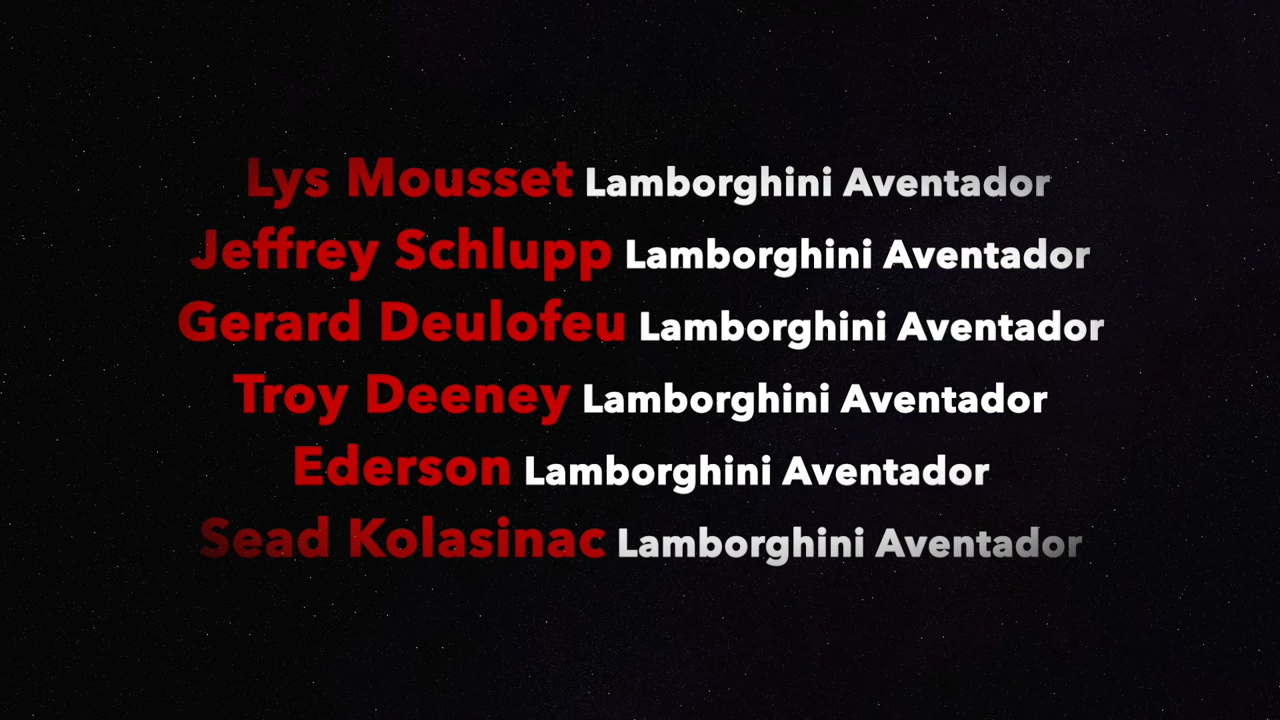 Lys Mousset Lamborghini Aventador
Jeffrey Schlupp Lamborghini Aventador
Gerard Deulofeu Lamborghini Aventador
Troy Deeney Lamborghini Aventador
Ederson Lamborghini Aventador
Sead Kolasinac Lamborghini Aventador